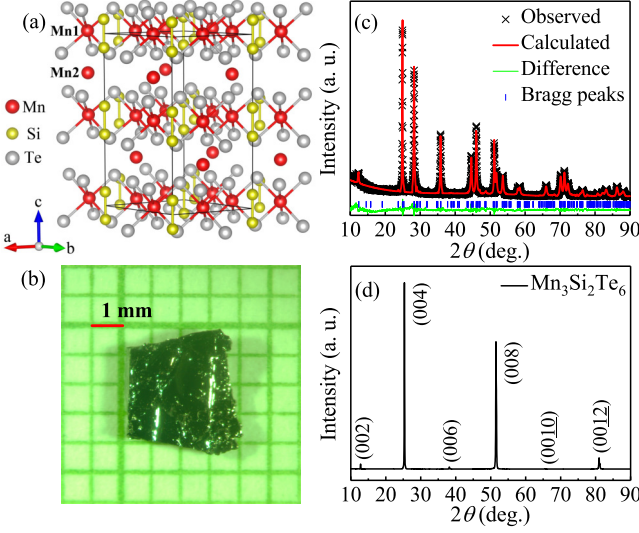 (a)
Mn1
Mn2
Mn
Si
Te
c
a
b
(b)
1 mm
(c)
Observed
Calculated
Difference
Bragg peaks
Intensity (a. u.)
10 20 30 40 50 60 70 80 90
2θ (deg.)
(d)
Mn₃Si₂Te₆
(002)
(004)
(006)
(008)
(0010)
(0012)
Intensity (a. u.)
10 20 30 40 50 60 70 80 90
2θ (deg.)